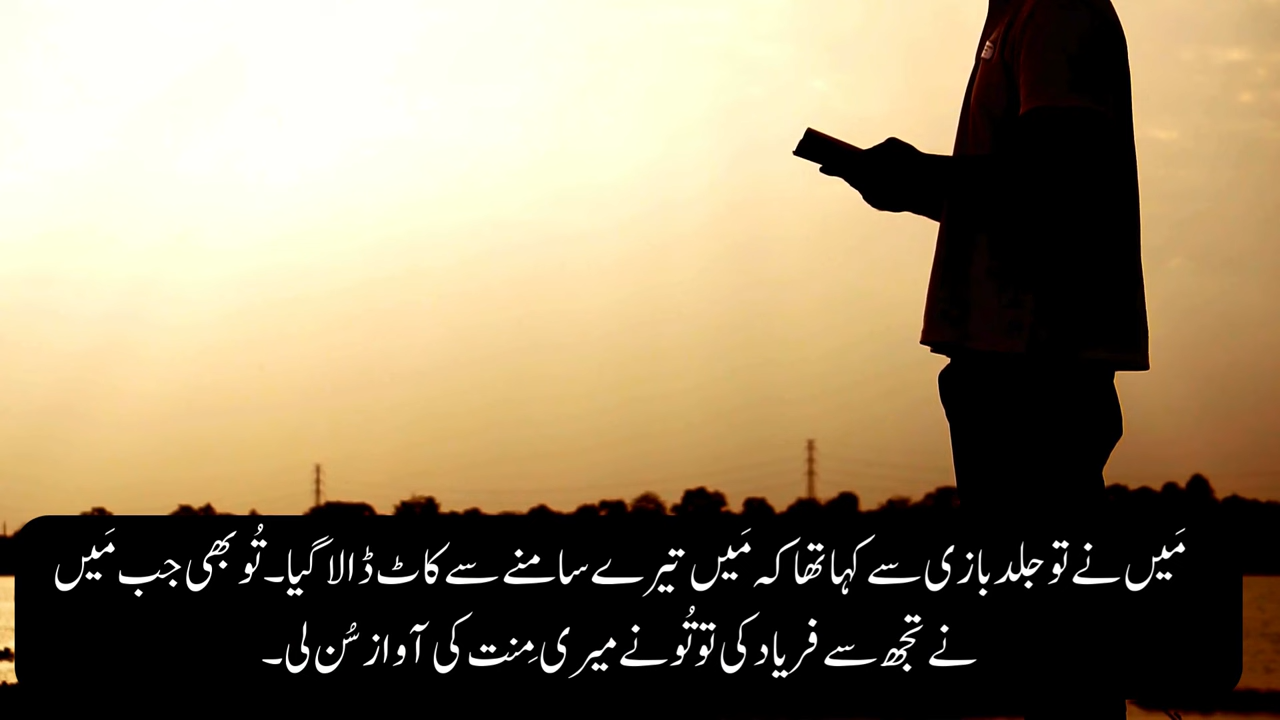 مَیں نے تو جلد بازی سے کہا تھا کہ مَیں تیرے سامنے سے کاٹ ڈالا گیا۔ تُو بھی جب مَیں
نے تجھ سے فریاد کی تو تُو نے میری مِنت کی آواز سُن لی۔